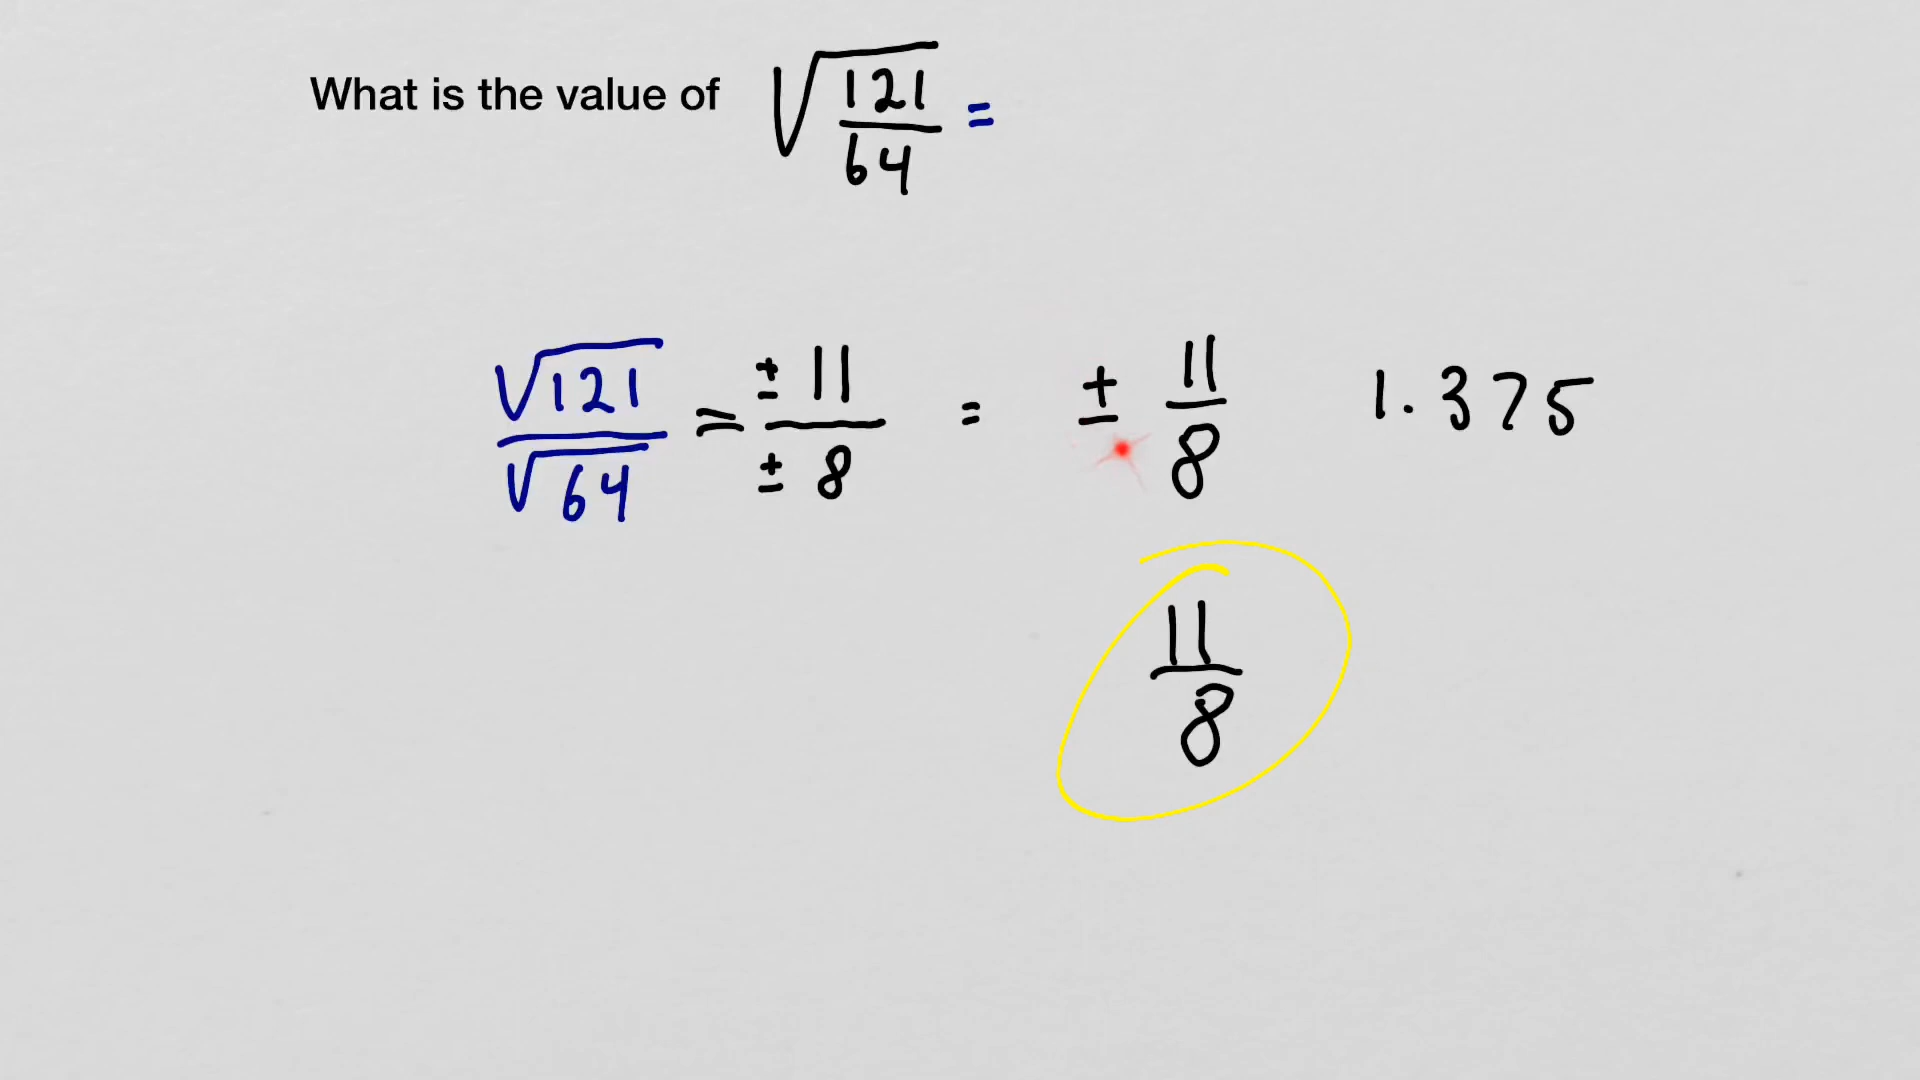 What is the value of √(121/64) =
√121/√64 = ±11/±8 = ± 11/8 1.375
11/8